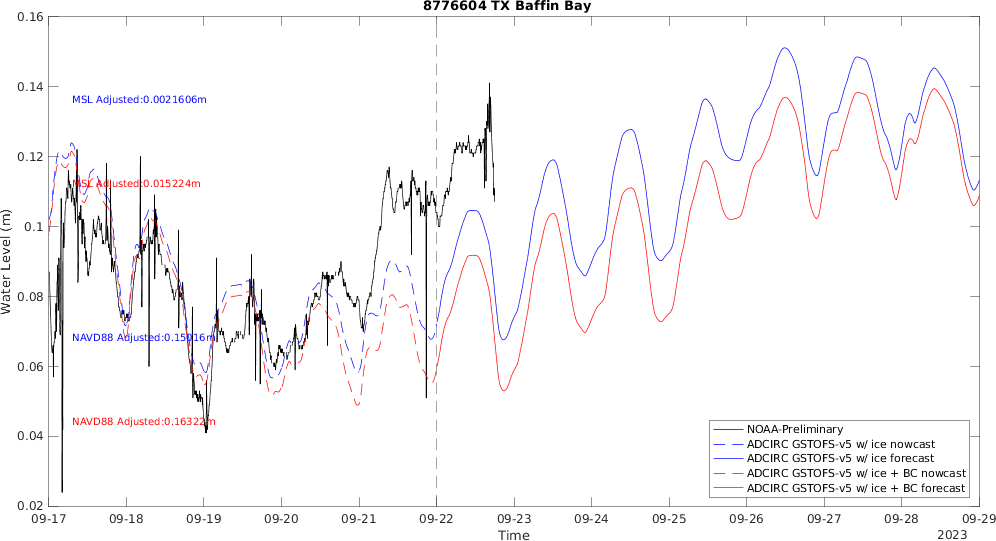 8776604 TX Baffin Bay
0.16
0.14
0.12
0.1
0.08
0.06
0.04
0.02
Water Level (m)
MSL Adjusted:0.0021606m
MSL Adjusted:0.015224m
NAVD88 Adjusted:0.15016m
NAVD88 Adjusted:0.16322m
NOAA-Preliminary
ADCIRC GSTOFS-v5 w/ ice nowcast
ADCIRC GSTOFS-v5 w/ ice forecast
ADCIRC GSTOFS-v5 w/ ice + BC nowcast
ADCIRC GSTOFS-v5 w/ ice + BC forecast
09-17 09-18 09-19 09-20 09-21 09-22 09-23 09-24 09-25 09-26 09-27 09-28 09-29
Time
2023